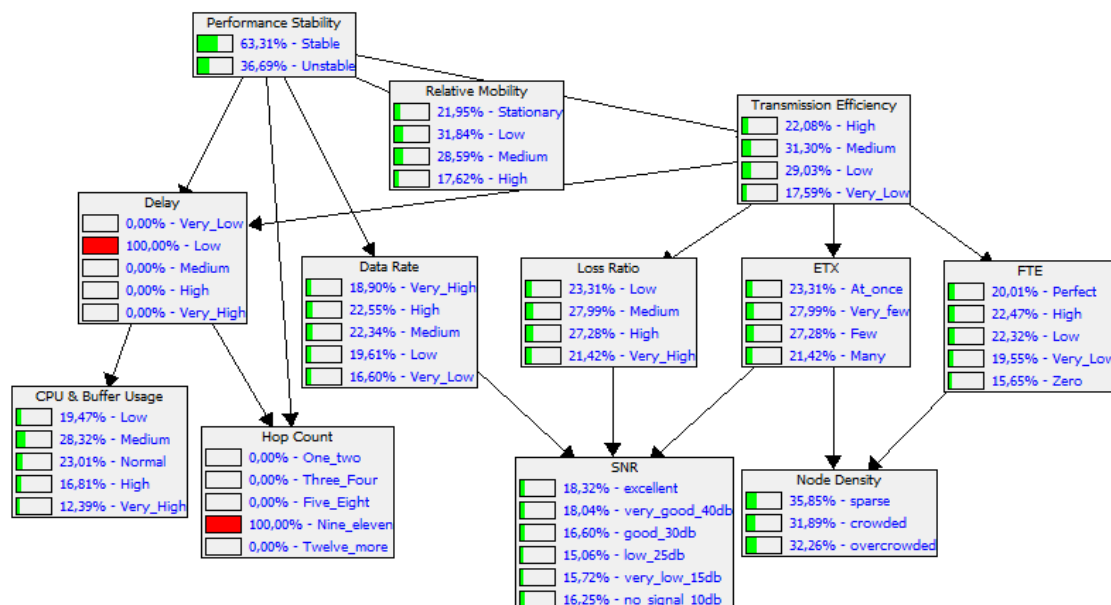 Performance Stability
63,31% - Stable
36,69% - Unstable
Relative Mobility
21,95% - Stationary
31,84% - Low
28,59% - Medium
17,62% - High
Transmission Efficiency
22,08% - High
31,30% - Medium
29,03% - Low
17,59% - Very_Low
Delay
0,00% - Very_Low
100,00% - Low
0,00% - Medium
0,00% - High
0,00% - Very_High
Data Rate
18,90% - Very_High
22,55% - High
22,34% - Medium
19,61% - Low
16,60% - Very_Low
Loss Ratio
23,31% - Low
27,99% - Medium
27,28% - High
21,42% - Very_High
ETX
23,31% - At_once
27,99% - Very_few
27,28% - Few
21,42% - Many
FTE
20,01% - Perfect
22,47% - High
22,32% - Low
19,55% - Very_Low
15,65% - Zero
CPU & Buffer Usage
19,47% - Low
28,32% - Medium
23,01% - Normal
16,81% - High
12,39% - Very_High
Hop Count
0,00% - One_two
0,00% - Three_Four
0,00% - Five_Eight
100,00% - Nine_eleven
0,00% - Twelve_more
SNR
18,32% - excellent
18,04% - very_good_40db
16,60% - good_30db
15,06% - low_25db
15,72% - very_low_15db
16,25% - no_signal_10db
Node Density
35,85% - sparse
31,89% - crowded
32,26% - overcrowded